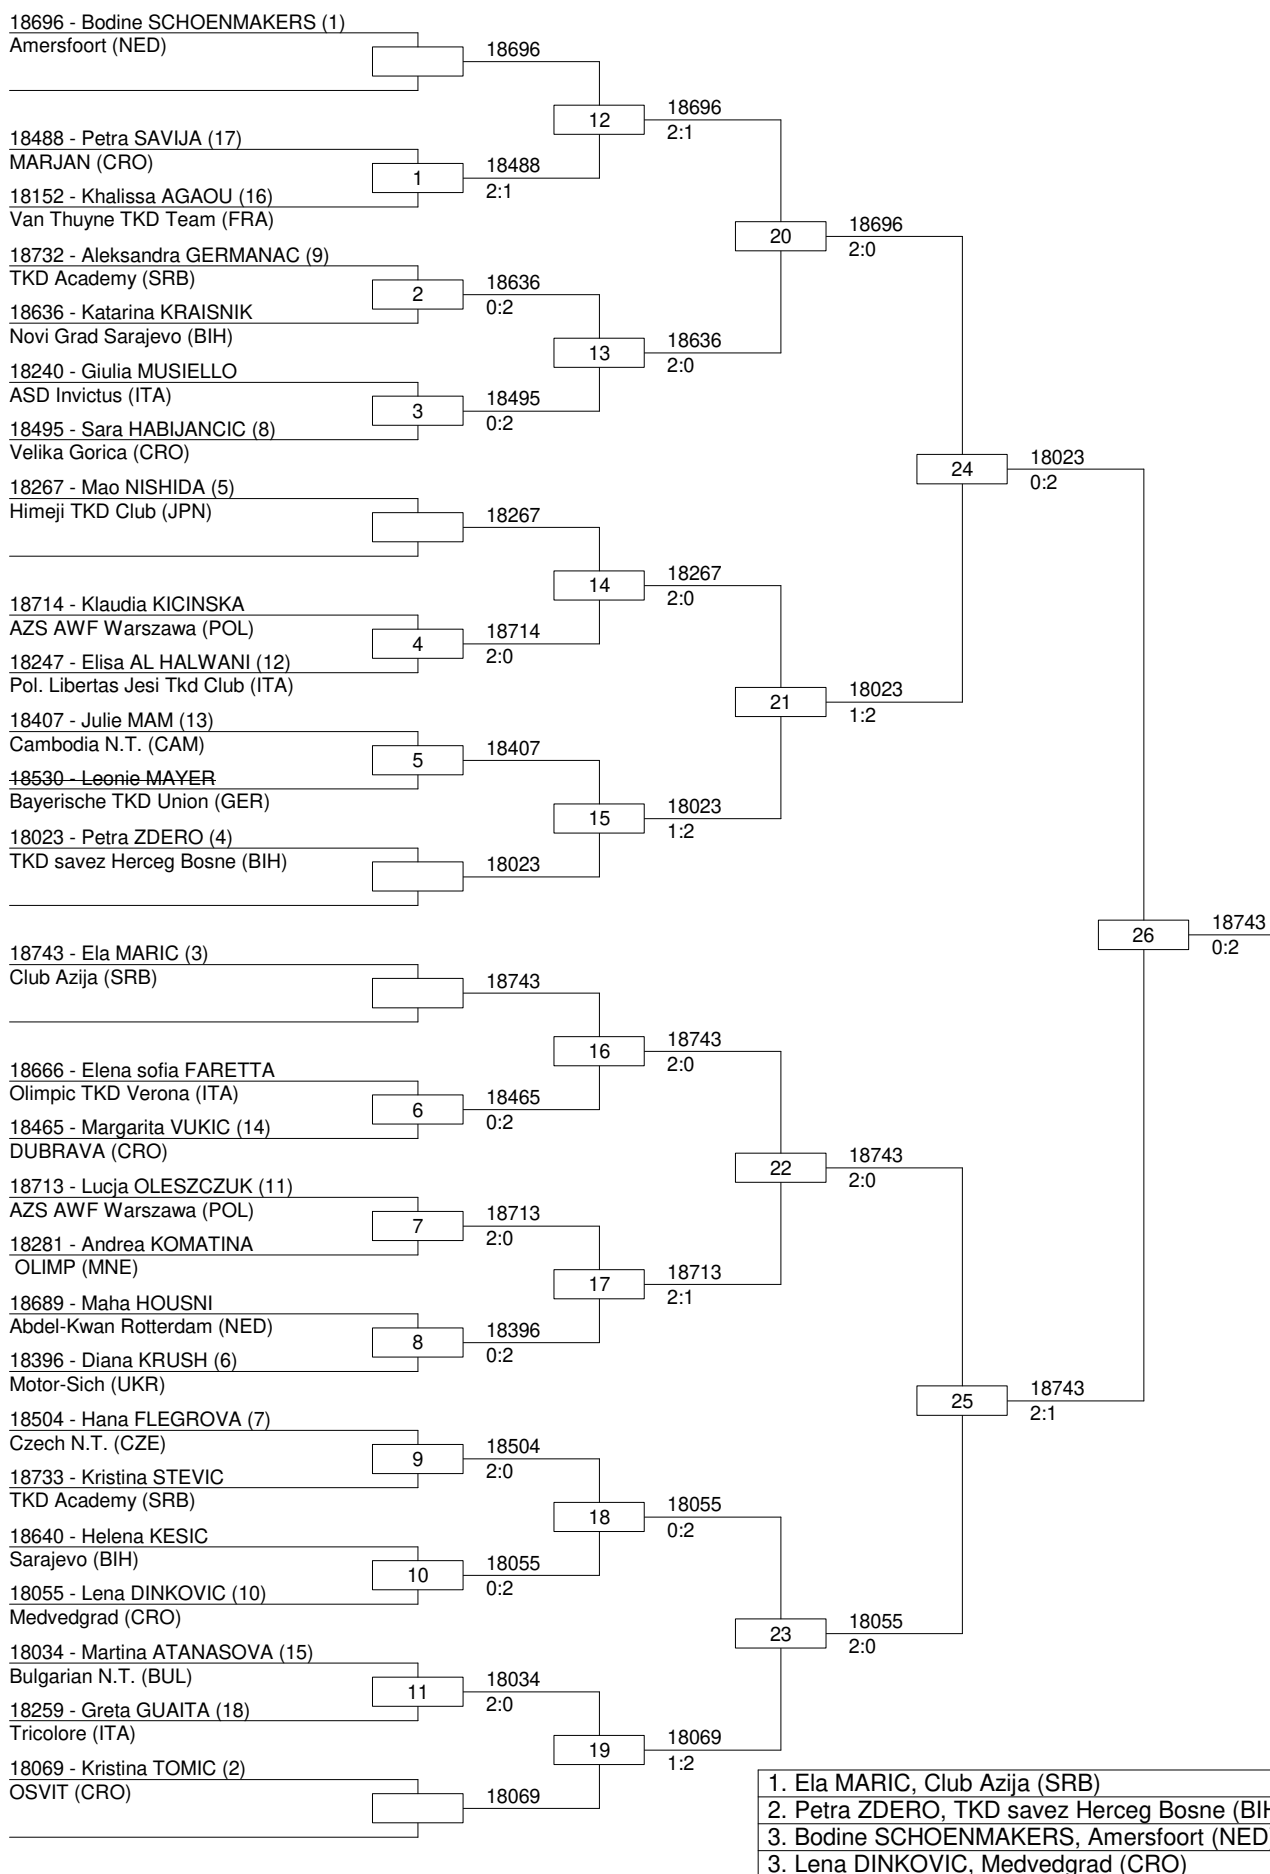 18696 - Bodine SCHOENMAKERS (1)
Amersfoort (NED)
18696
12
18696
2:1
18488 - Petra SAVIJA (17)
MARJAN (CRO)
1
18488
2:1
18152 - Khalissa AGAOU (16)
Van Thuyne TKD Team (FRA)
20
18696
2:0
18732 - Aleksandra GERMANAC (9)
TKD Academy (SRB)
2
18636
0:2
18636 - Katarina KRAISNIK
Novi Grad Sarajevo (BIH)
13
18636
2:0
18240 - Giulia MUSIELLO
ASD Invictus (ITA)
3
18495
0:2
18495 - Sara HABIJANCIC (8)
Velika Gorica (CRO)
24
18023
0:2
18267 - Mao NISHIDA (5)
Himeji TKD Club (JPN)
18267
14
18267
2:0
18714 - Klaudia KICINSKA
AZS AWF Warszawa (POL)
4
18714
2:0
18247 - Elisa AL HALWANI (12)
Pol. Libertas Jesi Tkd Club (ITA)
21
18023
1:2
18407 - Julie MAM (13)
Cambodia N.T. (CAM)
5
18407
18530 - Leonie MAYER
Bayerische TKD Union (GER)
15
18023
1:2
18023 - Petra ZDERO (4)
TKD savez Herceg Bosne (BIH)
18023
26
18743
0:2
18743 - Ela MARIC (3)
Club Azija (SRB)
18743
16
18743
2:0
18666 - Elena sofia FARETTA
Olimpic TKD Verona (ITA)
6
18465
0:2
18465 - Margarita VUKIC (14)
DUBRAVA (CRO)
22
18743
2:0
18713 - Lucja OLESZCZUK (11)
AZS AWF Warszawa (POL)
7
18713
2:0
18281 - Andrea KOMATINA
OLIMP (MNE)
17
18713
2:1
18689 - Maha HOUSNI
Abdel-Kwan Rotterdam (NED)
8
18396
0:2
18396 - Diana KRUSH (6)
Motor-Sich (UKR)
25
18743
2:1
18504 - Hana FLEGROVA (7)
Czech N.T. (CZE)
9
18504
2:0
18733 - Kristina STEVIC
TKD Academy (SRB)
18
18055
0:2
18640 - Helena KESIC
Sarajevo (BIH)
10
18055
0:2
18055 - Lena DINKOVIC (10)
Medvedgrad (CRO)
23
18055
2:0
18034 - Martina ATANASOVA (15)
Bulgarian N.T. (BUL)
11
18034
2:0
18259 - Greta GUAITA (18)
Tricolore (ITA)
19
18069
1:2
18069 - Kristina TOMIC (2)
OSVIT (CRO)
18069
1. Ela MARIC, Club Azija (SRB)
2. Petra ZDERO, TKD savez Herceg Bosne (BIH
3. Bodine SCHOENMAKERS, Amersfoort (NED
3. Lena DINKOVIC, Medvedgrad (CRO)